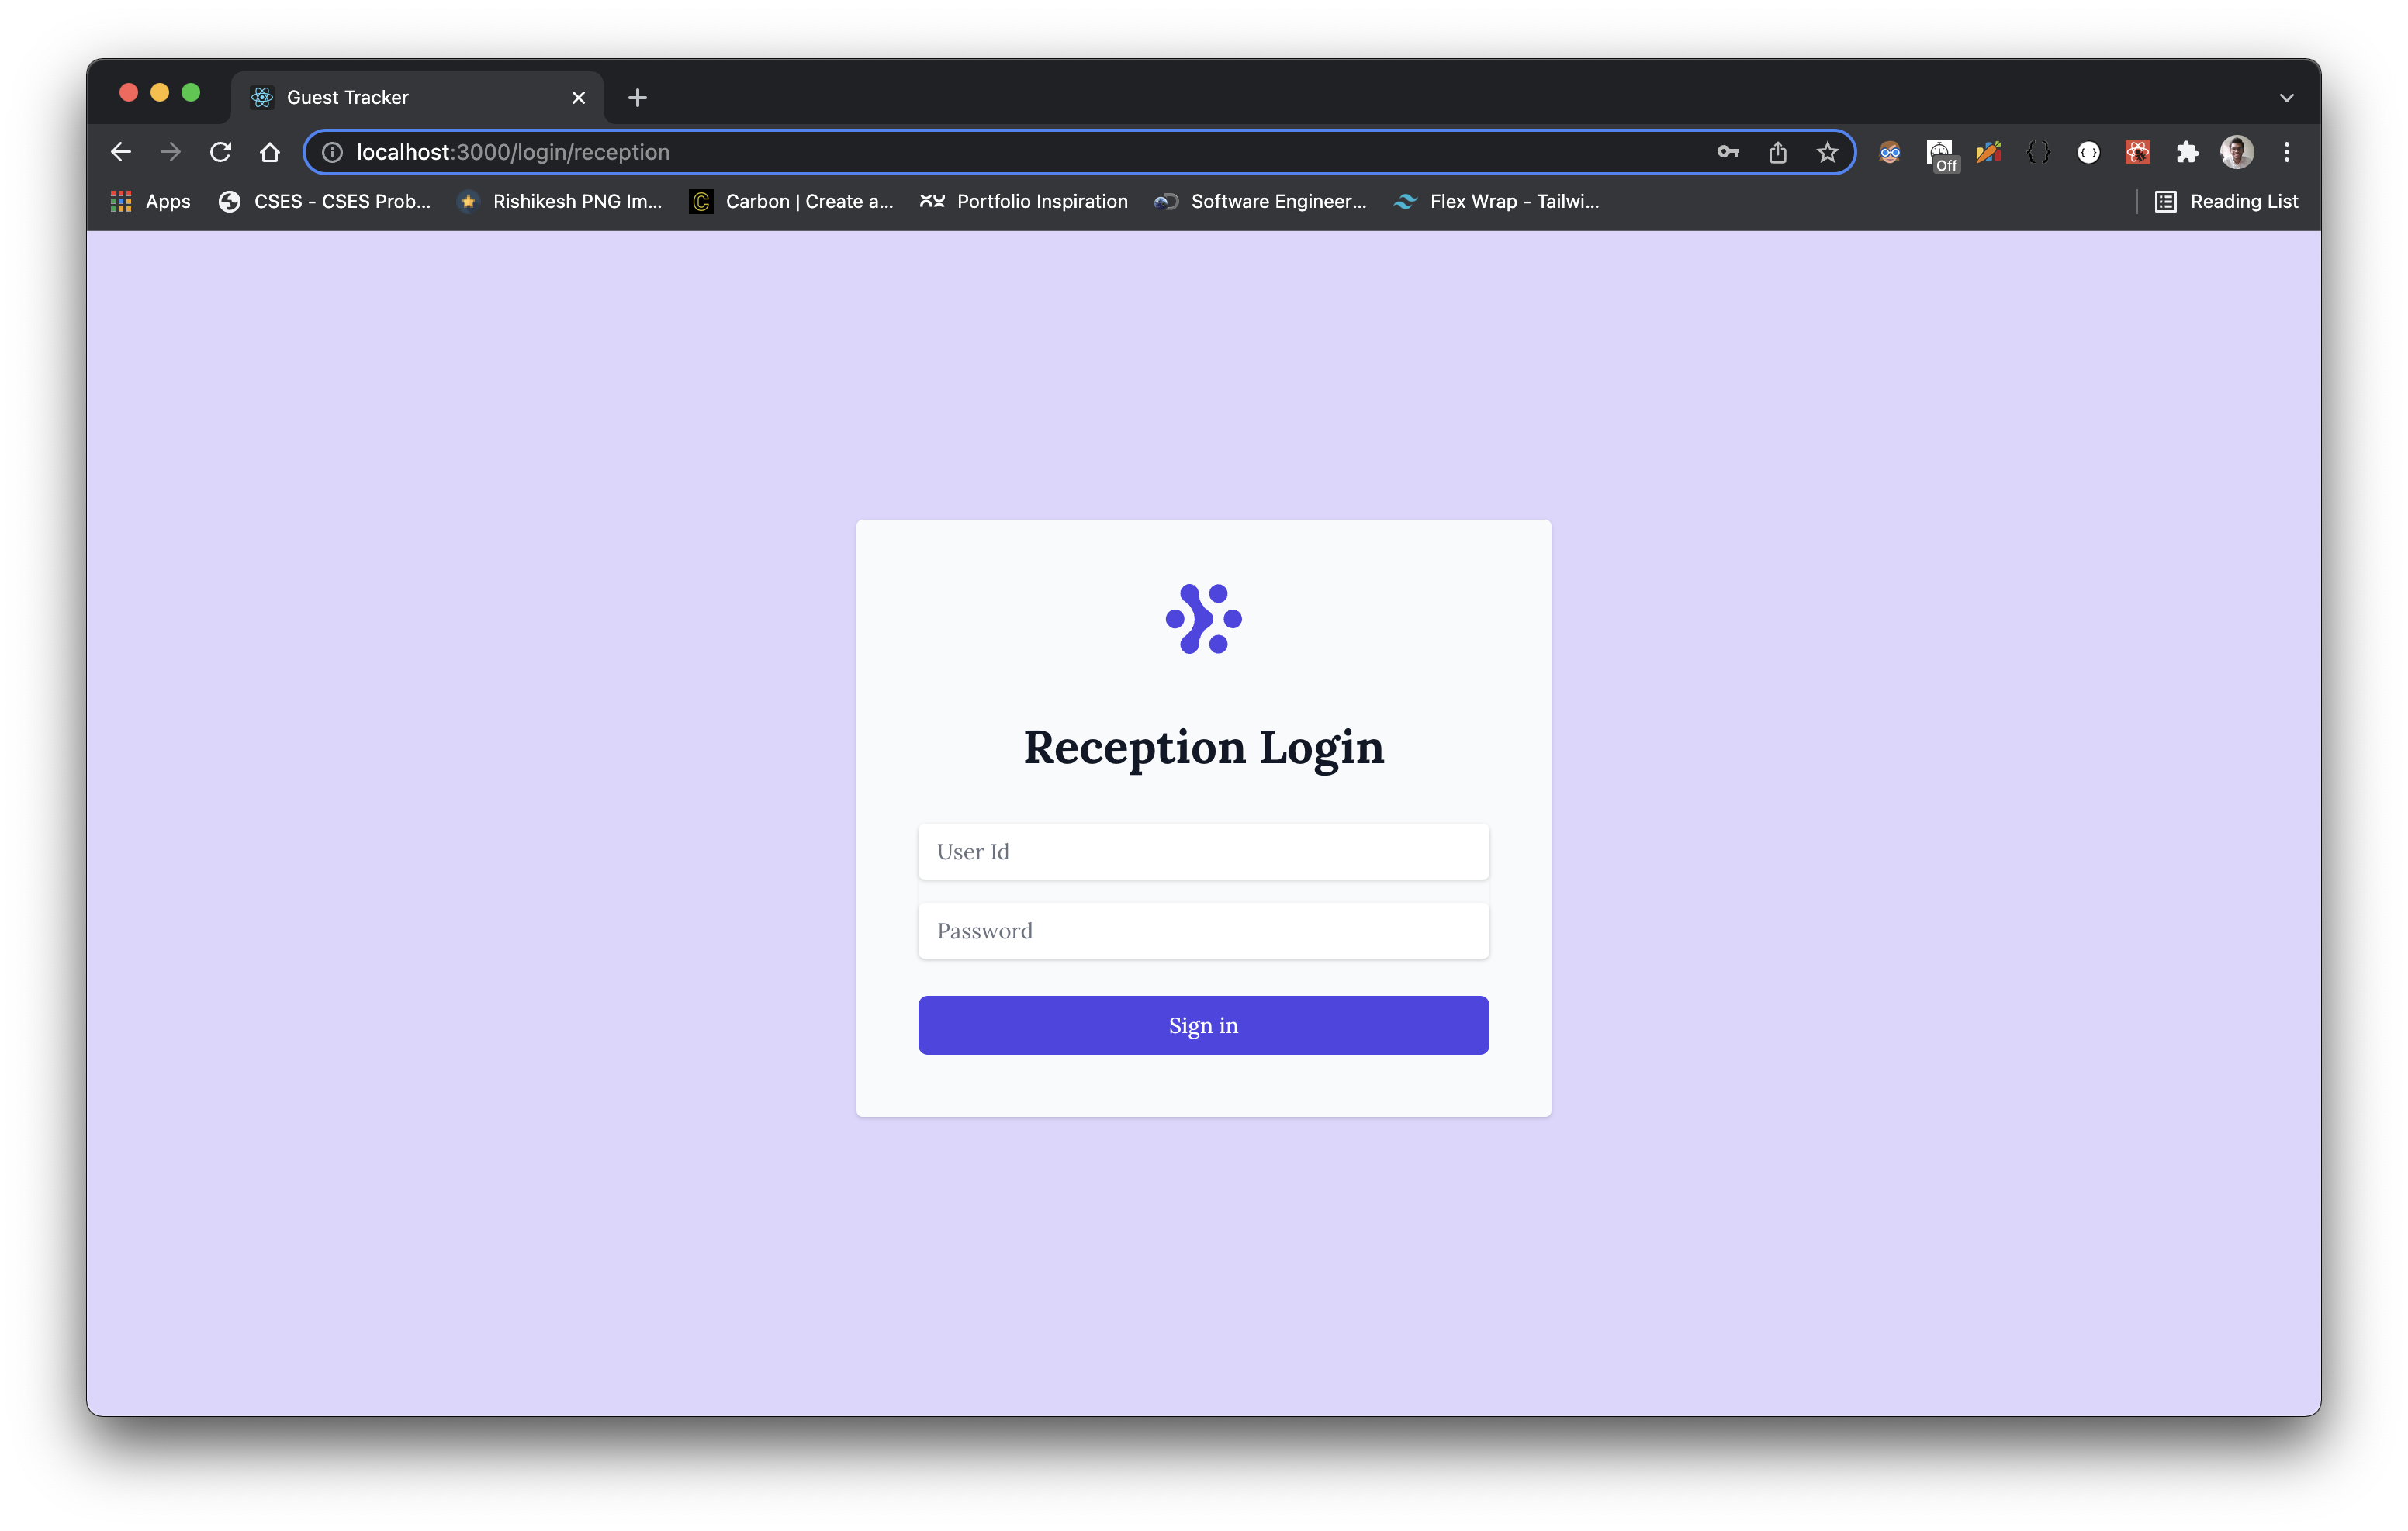 Guest Tracker
localhost:3000/login/reception
Off
Apps
CSES - CSES Prob...
Rishikesh PNG Im...
Carbon | Create a...
Portfolio Inspiration
Software Engineer...
Flex Wrap - Tailwi...
Reading List
Reception Login
User Id
Password
Sign in